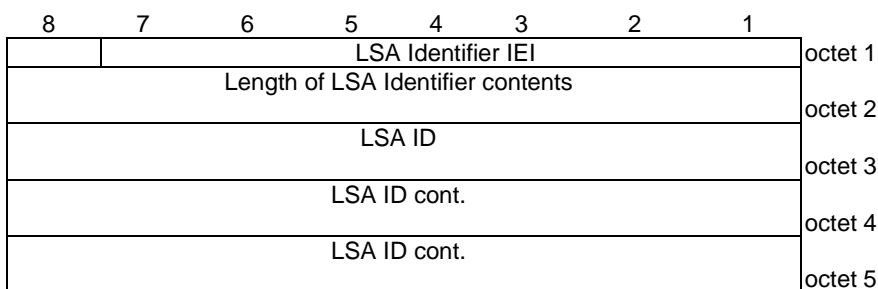 8 7 6 5 4 3 2 1
LSA Identifier IEI octet 1
Length of LSA Identifier contents
octet 2
LSA ID
octet 3
LSA ID cont.
octet 4
LSA ID cont.
octet 5